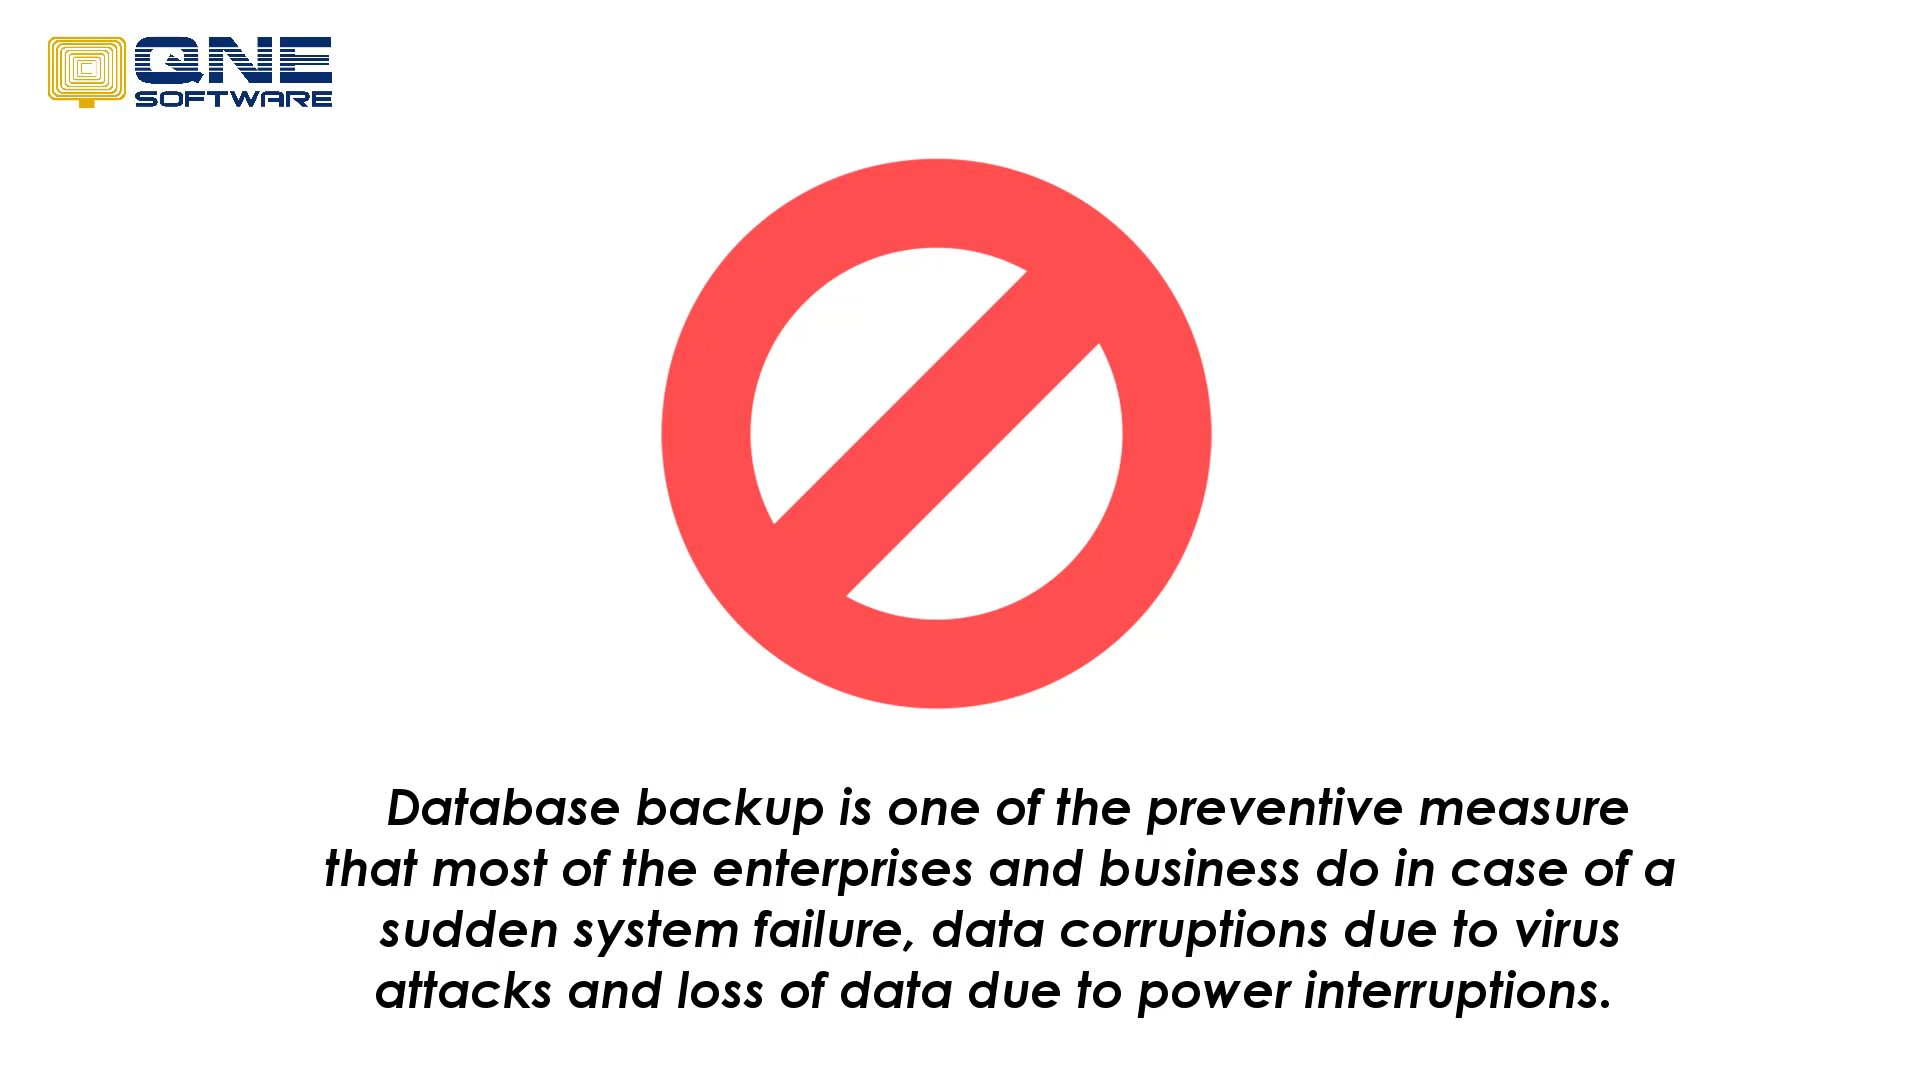 QNE
SOFTWARE
Database backup is one of the preventive measure
that most of the enterprises and business do in case of a
sudden system failure, data corruptions due to virus
attacks and loss of data due to power interruptions.